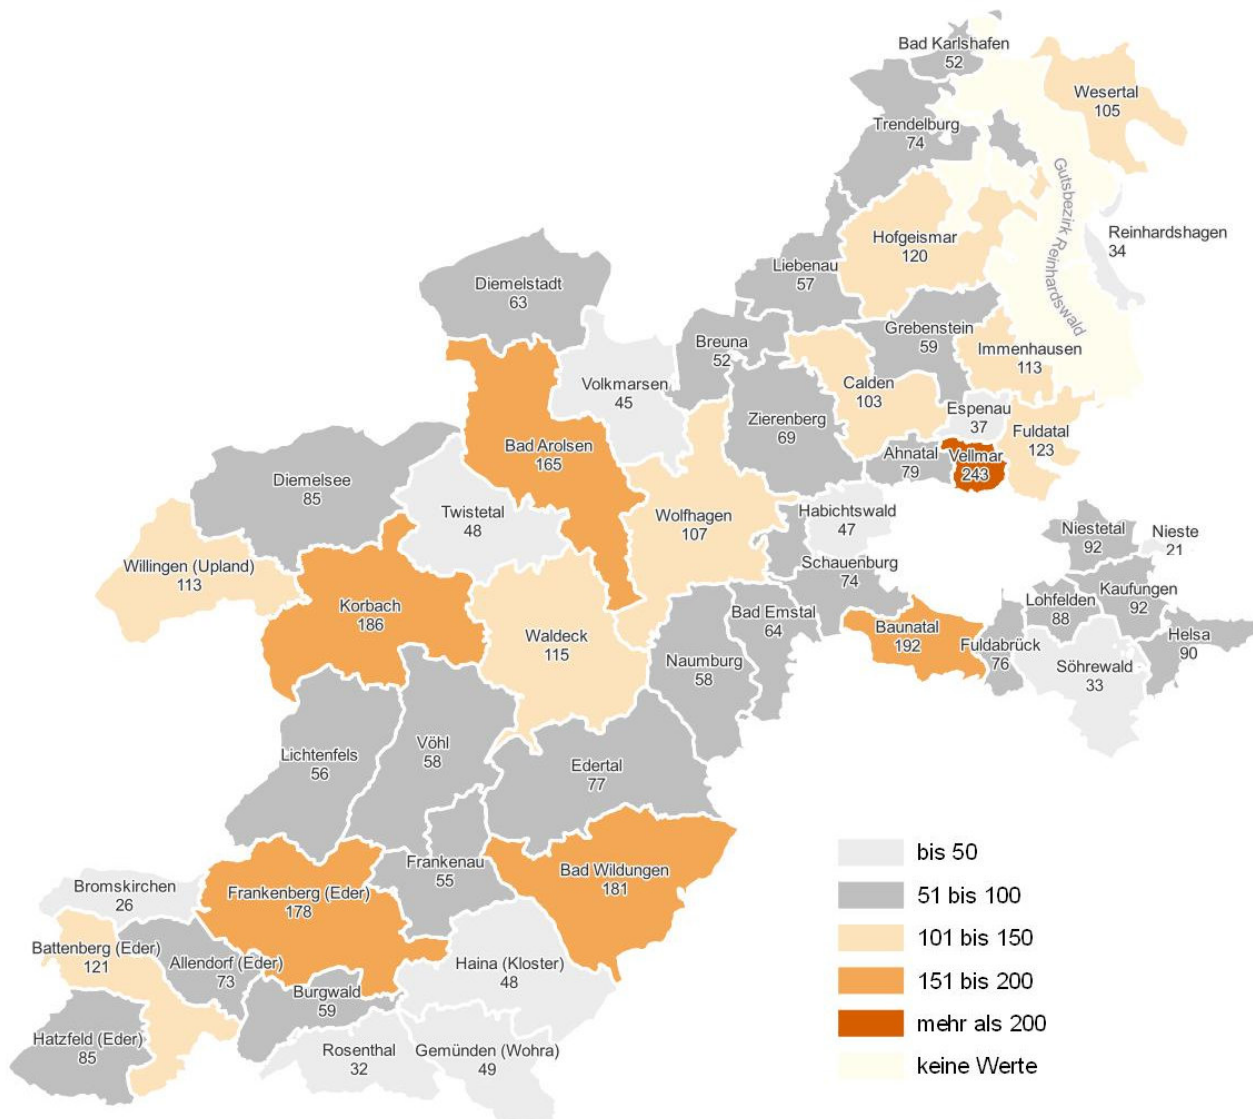 Bad Karlshafen
52
Wesertal
105
Trendelburg
74
Gutsbezirk Reinhardswald
Reinhardshagen
34
Hofgeismar
120
Liebenau
57
Diemelstadt
63
Grebenstein
59
Breuna
52
Immenhausen
113
Volkmarsen
45
Calden
103
Espenau
37
Zierenberg
69
Fuldatal
123
Bad Arolsen
165
Ahnatal
79
Vellmar
243
Diemelsee
85
Twistetal
48
Wolfhagen
107
Habichtswald
47
Niestetal
92
Nieste
21
Willingen (Upland)
113
Schauenburg
74
Kaufungen
92
Korbach
186
Bad Emstal
64
Lohfelden
88
Waldeck
115
Baunatal
192
Helsa
90
Fuldabrück
76
Naumburg
58
Söhrewald
33
Lichtenfels
56
Vöhl
58
Edertal
77
Frankenau
55
Bad Wildungen
181
Bromskirchen
26
Frankenberg (Eder)
178
Battenberg (Eder)
121
Allendorf (Eder)
73
Haina (Kloster)
48
Burgwald
59
Hatzfeld (Eder)
85
Rosenthal
32
Gemünden (Wohra)
49
bis 50
51 bis 100
101 bis 150
151 bis 200
mehr als 200
keine Werte